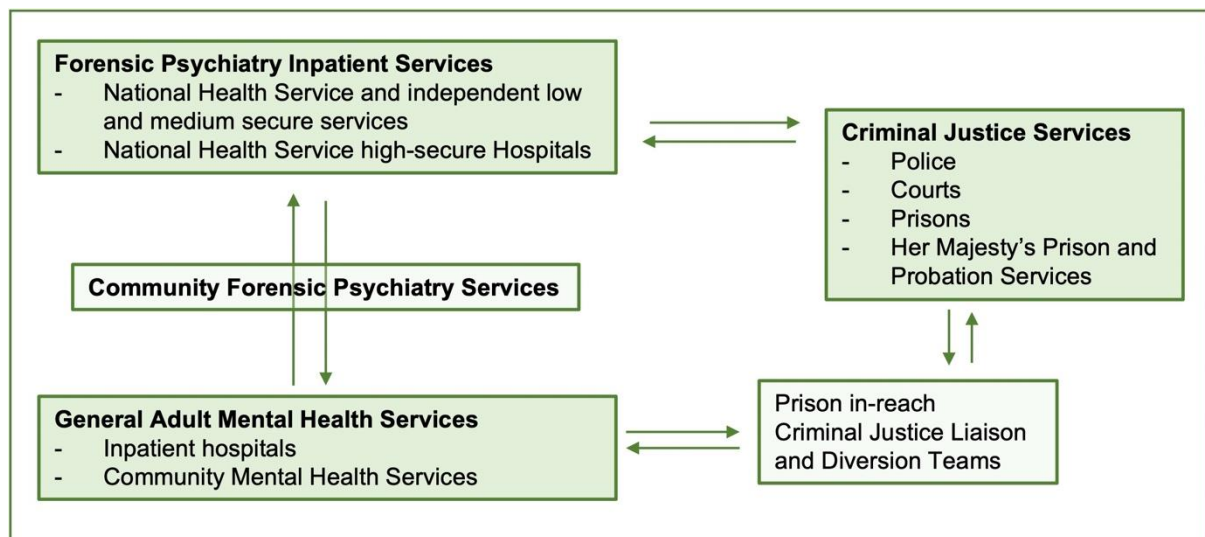 Forensic Psychiatry Inpatient Services
- National Health Service and independent low
and medium secure services
- National Health Service high-secure Hospitals
Criminal Justice Services
- Police
- Courts
- Prisons
- Her Majesty’s Prison and
Probation Services
Community Forensic Psychiatry Services
General Adult Mental Health Services
- Inpatient hospitals
- Community Mental Health Services
Prison in-reach
Criminal Justice Liaison
and Diversion Teams